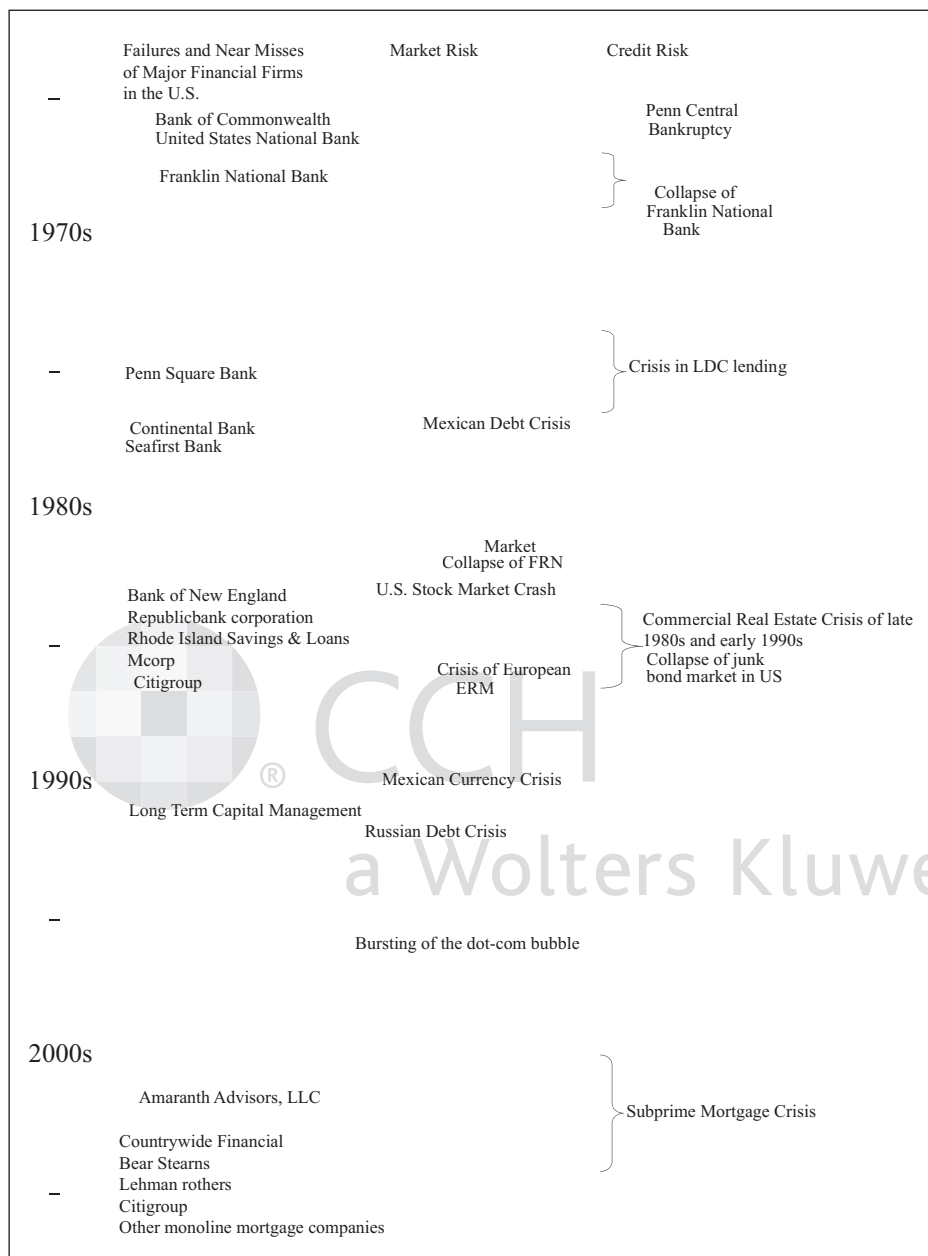 Failures and Near Misses
of Major Financial Firms
in the U.S.
Market Risk
Credit Risk
–
Bank of Commonwealth
United States National Bank
Penn Central
Bankruptcy
Franklin National Bank
Collapse of
Franklin National
Bank
1970s
–
Penn Square Bank
Crisis in LDC lending
Continental Bank
Seafirst Bank
Mexican Debt Crisis
1980s
Market
Collapse of FRN
U.S. Stock Market Crash
Bank of New England
Republicbank corporation
Rhode Island Savings & Loans
Mcorp
Citigroup
–
Commercial Real Estate Crisis of late
1980s and early 1990s
Collapse of junk
bond market in US
Crisis of European
ERM
® CCH
a Wolters Kluwe
1990s
Mexican Currency Crisis
Long Term Capital Management
Russian Debt Crisis
–
Bursting of the dot-com bubble
2000s
Amaranth Advisors, LLC
Subprime Mortgage Crisis
Countrywide Financial
Bear Stearns
Lehman rothers
Citigroup
Other monoline mortgage companies
–